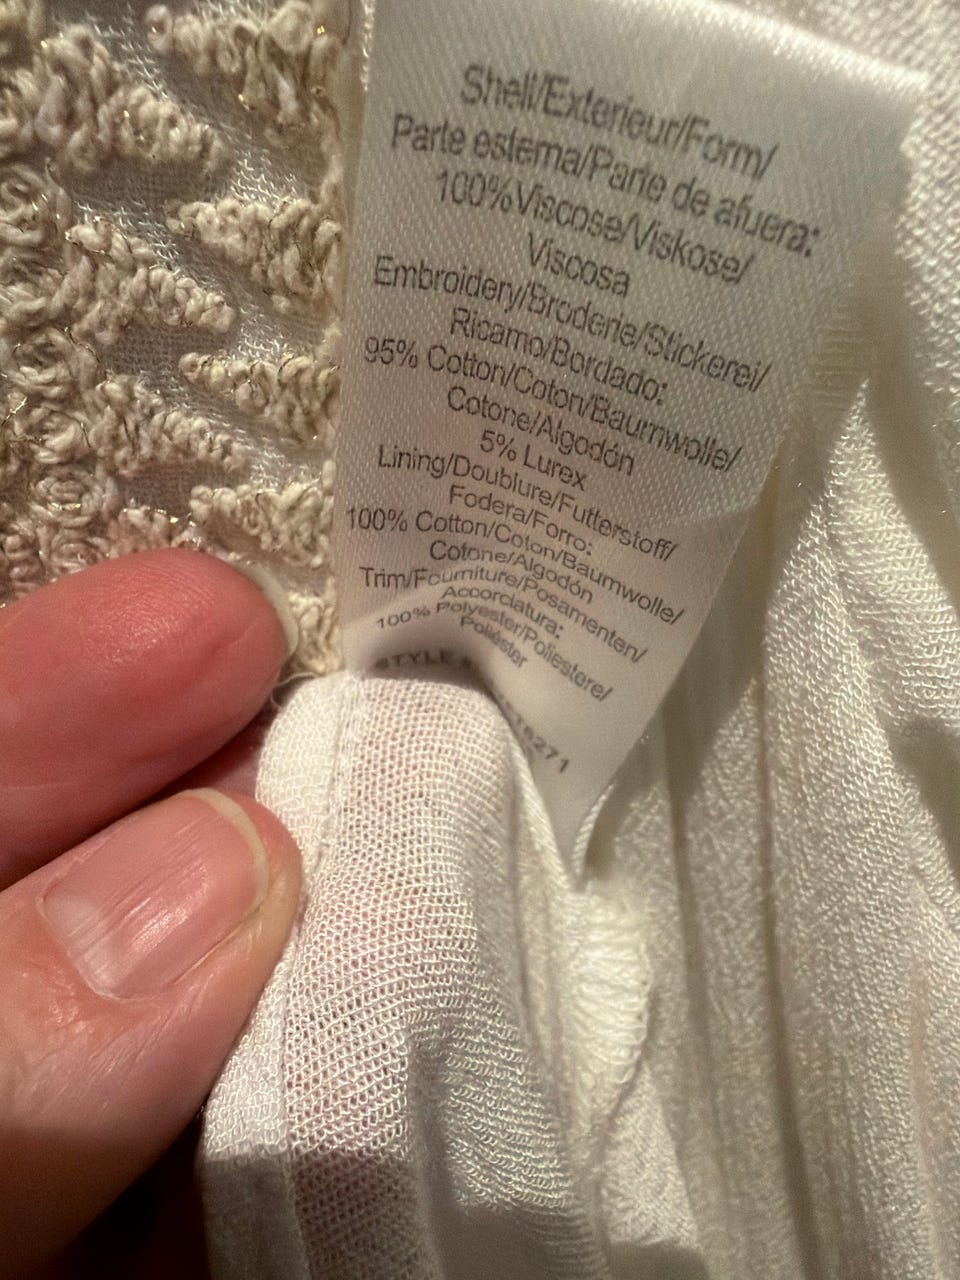 Shell/Exterieur/Form/
Parte esterna/Parte de afuera:
100%Viscose/Viskose/
Viscosa
Embroidery/Broderie/Stickerei/
Ricamo/Bordado:
95% Cotton/Coton/Baumwolle/
Cotone/Algodón
5% Lurex
Lining/Doublure/Futterstoff/
Fodera/Forro:
100% Cotton/Coton/Baumwolle/
Cotone/Algodón
Trim/Fourniture/Posamenten/
Accorciatura:
100% Polyester/Poliestere/
Poliéster
STYLE